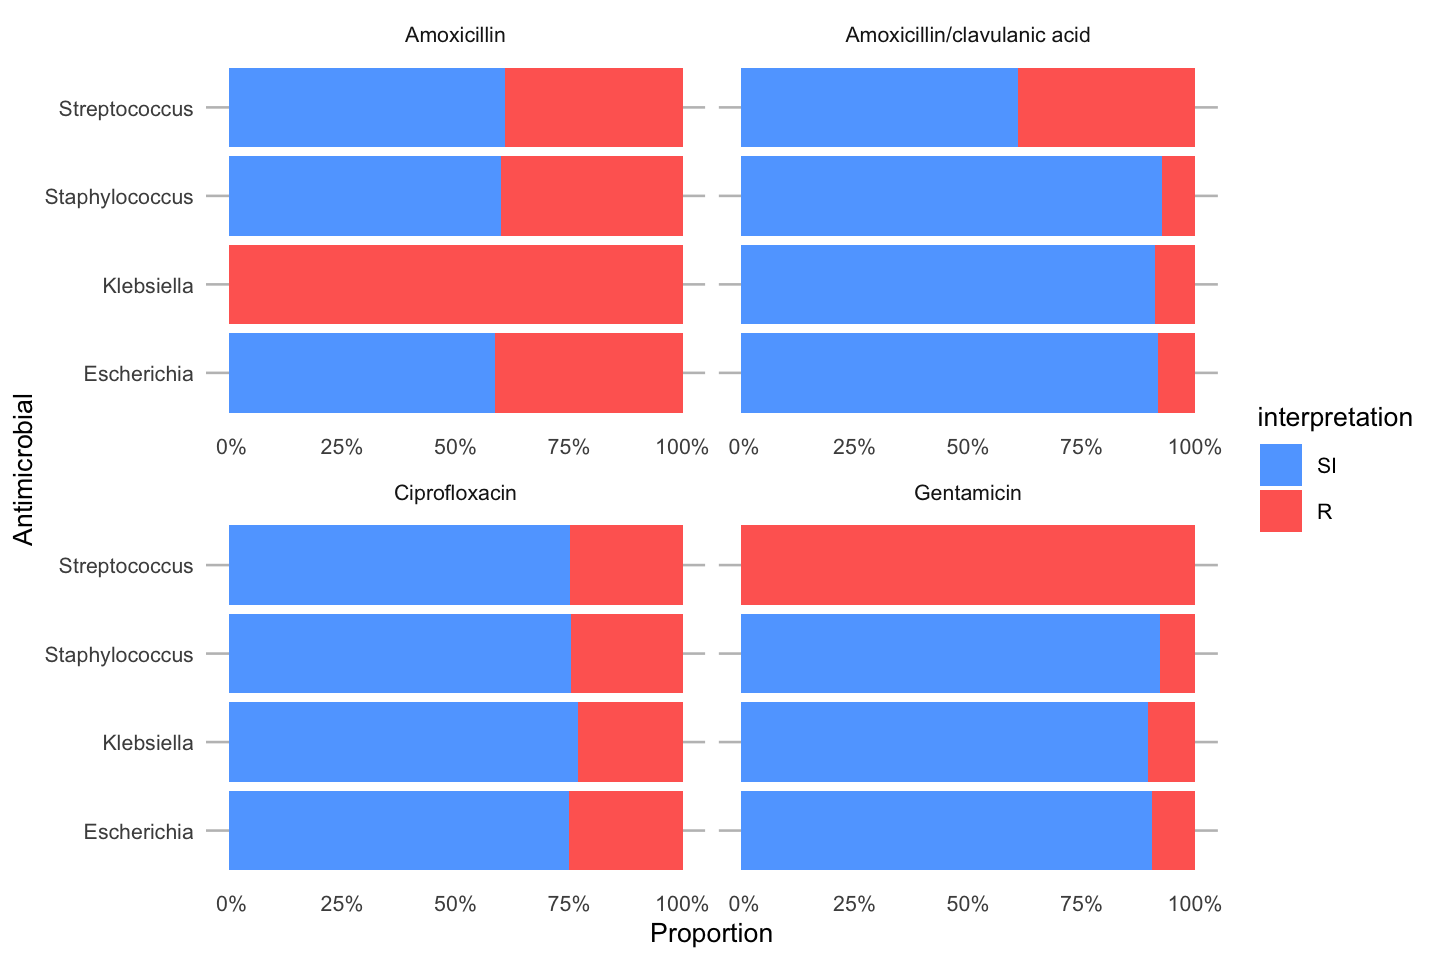 Amoxicillin
Amoxicillin/clavulanic acid
Streptococcus
Staphylococcus
Klebsiella
Escherichia
0% 25% 50% 75% 100%
0% 25% 50% 75% 100%
Ciprofloxacin
Gentamicin
Streptococcus
Staphylococcus
Klebsiella
Escherichia
0% 25% 50% 75% 100%
0% 25% 50% 75% 100%
Proportion
Antimicrobial
interpretation
SI
R